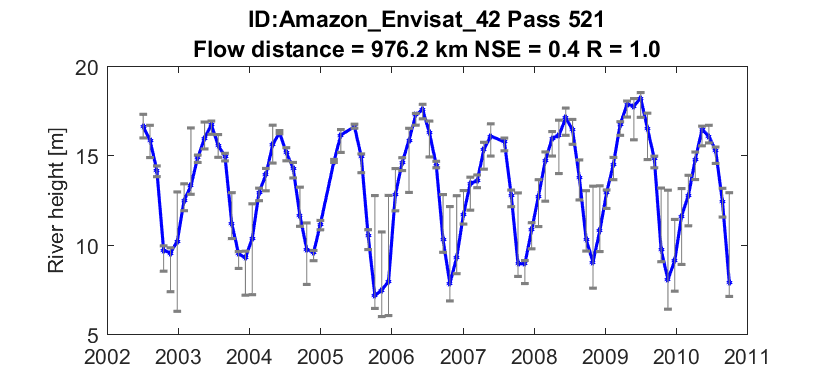 ID:Amazon_Envisat_42 Pass 521
Flow distance = 976.2 km NSE = 0.4 R = 1.0
20
15
10
5
River height [m]
2002 2003 2004 2005 2006 2007 2008 2009 2010 2011